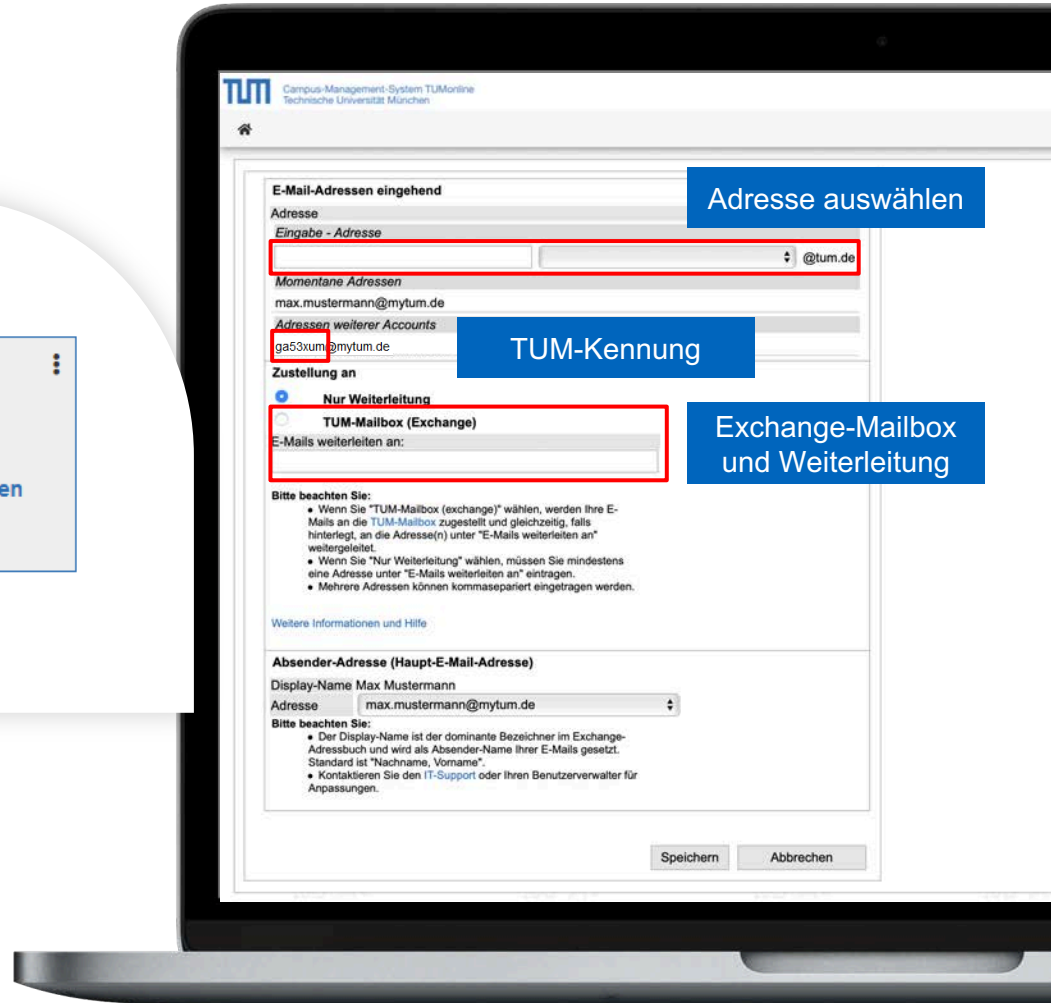 TUM
Campus-Management-System TUMonline
Technische Universität München
E-Mail-Adressen eingehend
Adresse auswählen
Adresse
Eingabe - Adresse
@tum.de
Momentane Adressen
max.mustermann@mytum.de
Adressen weiterer Accounts
ga53xum@mytum.de
TUM-Kennung
Zustellung an
Nur Weiterleitung
TUM-Mailbox (Exchange)
E-Mails weiterleiten an:
Exchange-Mailbox
und Weiterleitung
en
Bitte beachten Sie:
• Wenn Sie "TUM-Mailbox (exchange)" wählen, werden Ihre E-
Mails an die TUM-Mailbox zugestellt und gleichzeitig, falls
hinterlegt, an die Adresse(n) unter "E-Mails weiterleiten an"
weitergeleitet.
• Wenn Sie "Nur Weiterleitung" wählen, müssen Sie mindestens
eine Adresse unter "E-Mails weiterleiten an" eintragen.
• Mehrere Adressen können kommasepariert eingetragen werden.
Weitere Informationen und Hilfe
Absender-Adresse (Haupt-E-Mail-Adresse)
Display-Name Max Mustermann
Adresse max.mustermann@mytum.de
Bitte beachten Sie:
• Der Display-Name ist der dominante Bezeichner im Exchange-
Adressbuch und wird als Absender-Name Ihrer E-Mails gesetzt.
Standard ist "Nachname, Vorname".
• Kontaktieren Sie den IT-Support oder Ihren Benutzerverwalter für
Anpassungen.
Speichern Abbrechen